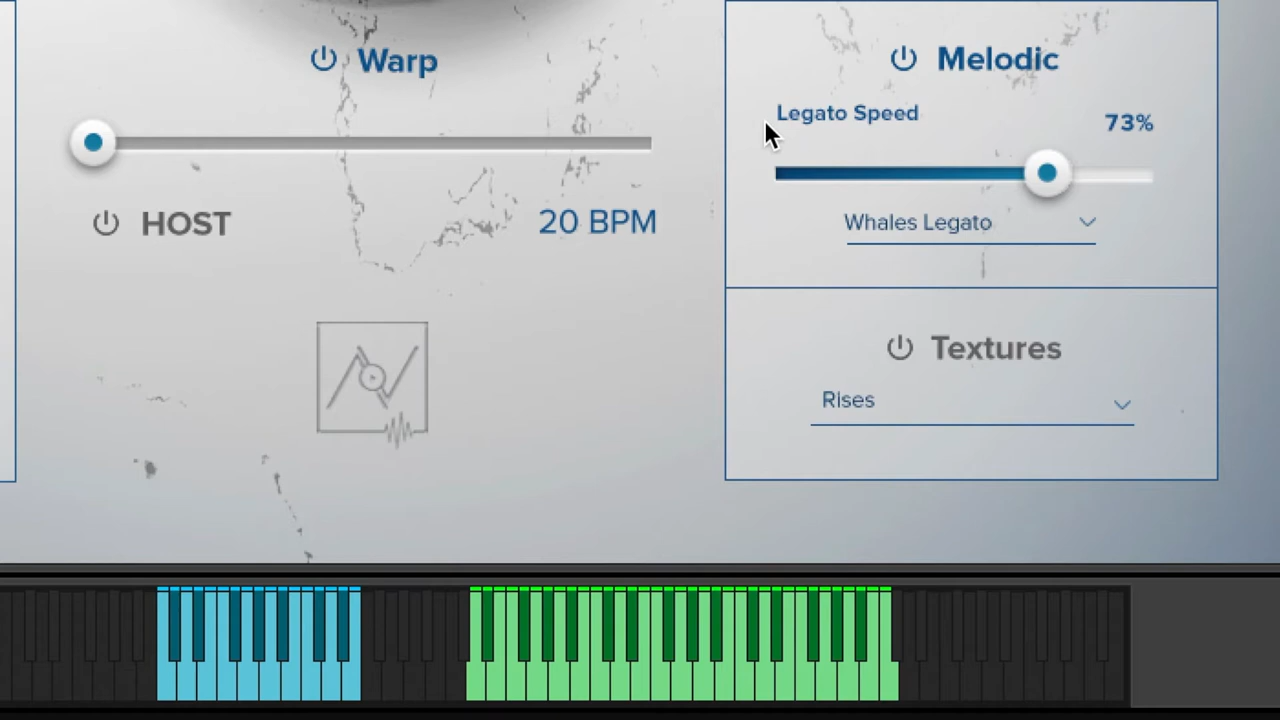 Warp
HOST
20 BPM
Melodic
Legato Speed
73%
Whales Legato
Textures
Rises